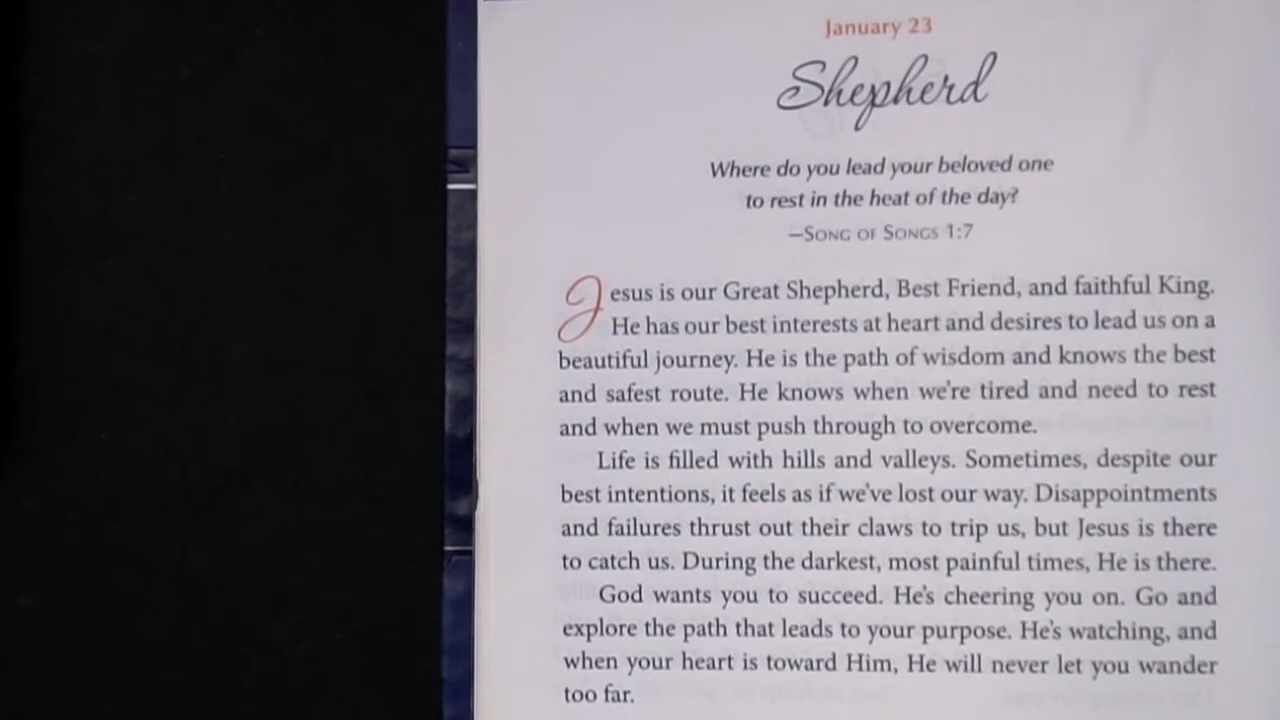 January 23
Shepherd
Where do you lead your beloved one
to rest in the heat of the day?
—Song of Songs 1:7
Jesus is our Great Shepherd, Best Friend, and faithful King.
He has our best interests at heart and desires to lead us on a
beautiful journey. He is the path of wisdom and knows the best
and safest route. He knows when we're tired and need to rest
and when we must push through to overcome.
Life is filled with hills and valleys. Sometimes, despite our
best intentions, it feels as if we've lost our way. Disappointments
and failures thrust out their claws to trip us, but Jesus is there
to catch us. During the darkest, most painful times, He is there.
God wants you to succeed. He's cheering you on. Go and
explore the path that leads to your purpose. He's watching, and
when your heart is toward Him, He will never let you wander
too far.